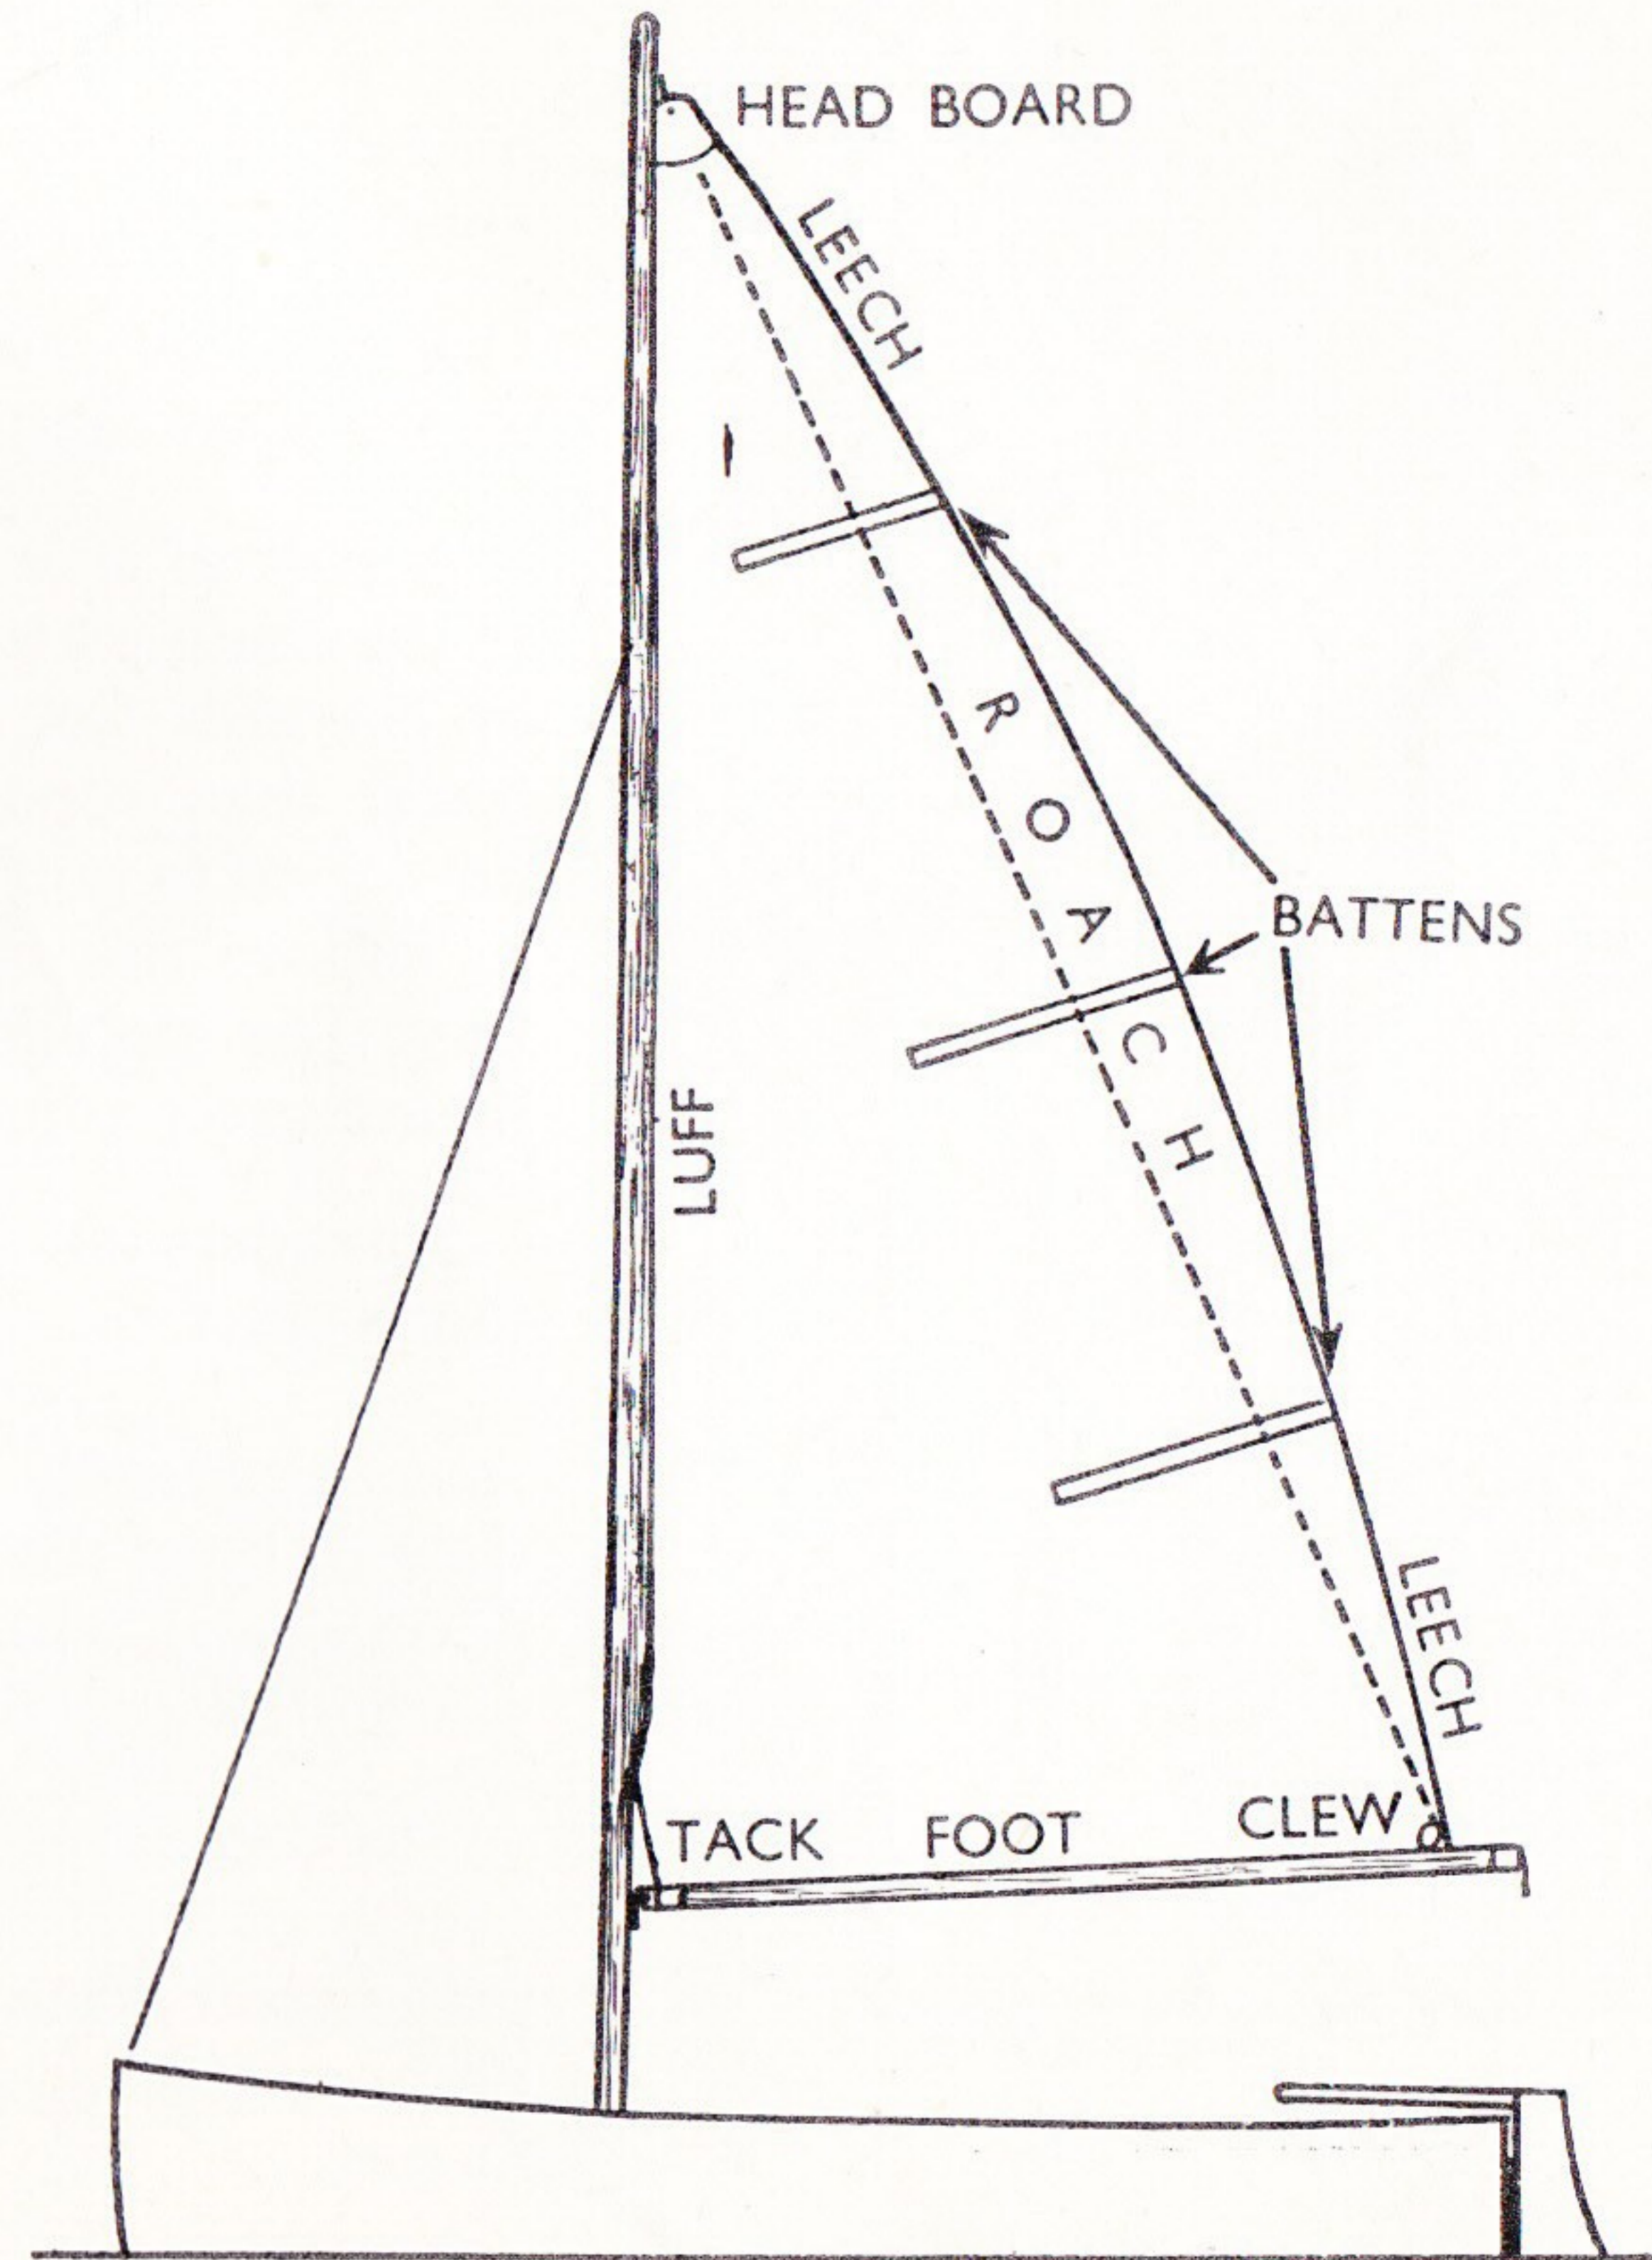 HEAD BOARD
LEECH
ROACH
BATTENS
LUFF
LEECH
TACK FOOT CLEW